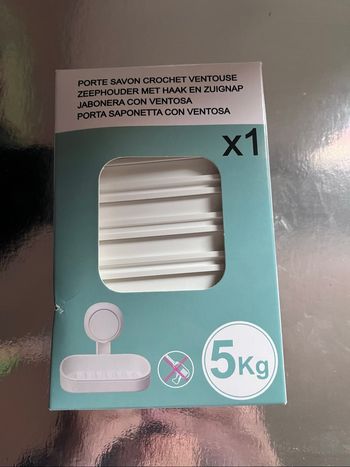 PORTE SAVON CROCHET VENTOUSE
ZEEPHOUDER MET HAAK EN ZUIGNAP
JABONERA CON VENTOSA
PORTA SAPONETTA CON VENTOSA
x1
5Kg